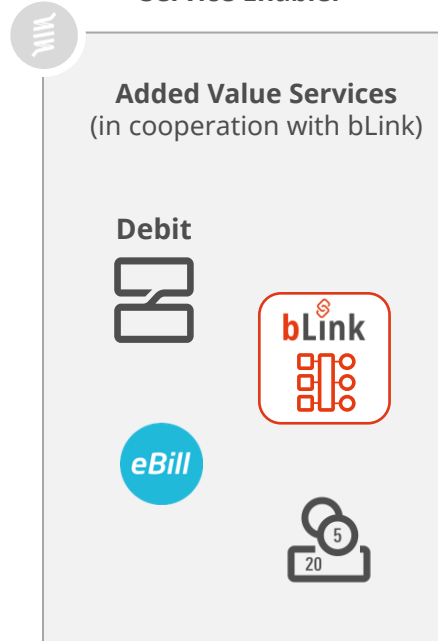 Added Value Services
(in cooperation with bLink)
Debit
bLink
eBill
5
20